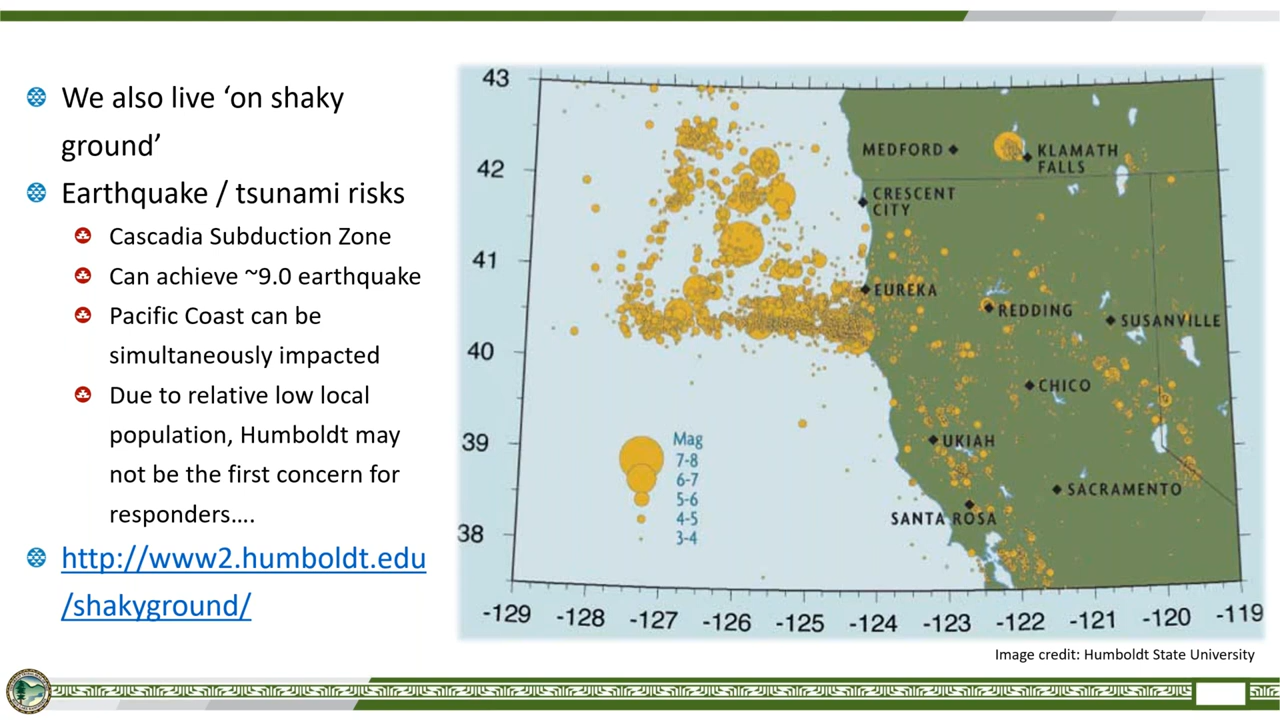 We also live ‘on shaky
ground’
Earthquake / tsunami risks
Cascadia Subduction Zone
Can achieve ~9.0 earthquake
Pacific Coast can be
simultaneously impacted
Due to relative low local
population, Humboldt may
not be the first concern for
responders….
http://www2.humboldt.edu
/shakyground/
43
42
41
40
39
38
MEDFORD
KLAMATH
FALLS
CRESCENT
CITY
EUREKA
REDDING
SUSANVILLE
CHICO
UKIAH
SACRAMENTO
SANTA ROSA
Mag
7-8
6-7
5-6
4-5
3-4
-129 -128 -127 -126 -125 -124 -123 -122 -121 -120 -119
Image credit: Humboldt State University